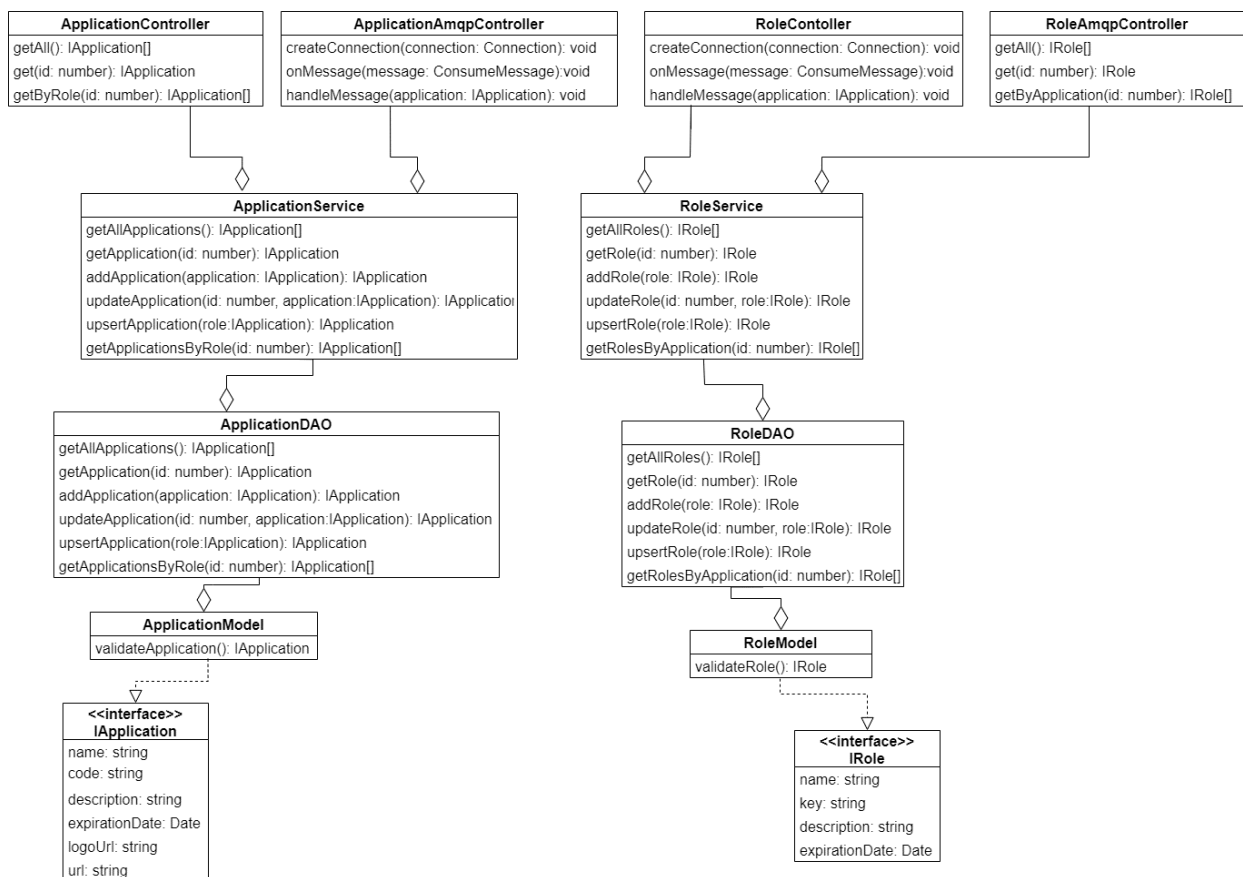 ApplicationController
getAll(): IApplication[]
get(id: number): IApplication
getByRole(id: number): IApplication[]
ApplicationAmqpController
createConnection(connection: Connection): void
onMessage(message: ConsumeMessage):void
handleMessage(application: IApplication): void
RoleContoller
createConnection(connection: Connection): void
onMessage(message: ConsumeMessage):void
handleMessage(application: IApplication): void
RoleAmqpController
getAll(): IRole[]
get(id: number): IRole
getByApplication(id: number): IRole[]
ApplicationService
getAllApplications(): IApplication[]
getApplication(id: number): IApplication
addApplication(application: IApplication): IApplication
updateApplication(id: number, application:IApplication): IApplication
upsertApplication(role:IApplication): IApplication
getApplicationsByRole(id: number): IApplication[]
RoleService
getAllRoles(): IRole[]
getRole(id: number): IRole
addRole(role: IRole): IRole
updateRole(id: number, role:IRole): IRole
upsertRole(role:IRole): IRole
getRolesByApplication(id: number): IRole[]
ApplicationDAO
getAllApplications(): IApplication[]
getApplication(id: number): IApplication
addApplication(application: IApplication): IApplication
updateApplication(id: number, application:IApplication): IApplication
upsertApplication(role:IApplication): IApplication
getApplicationsByRole(id: number): IApplication[]
RoleDAO
getAllRoles(): IRole[]
getRole(id: number): IRole
addRole(role: IRole): IRole
updateRole(id: number, role:IRole): IRole
upsertRole(role:IRole): IRole
getRolesByApplication(id: number): IRole[]
ApplicationModel
validateApplication(): IApplication
RoleModel
validateRole(): IRole
<<interface>>
IApplication
name: string
code: string
description: string
expirationDate: Date
logoUrl: string
url: string
<<interface>>
IRole
name: string
key: string
description: string
expirationDate: Date